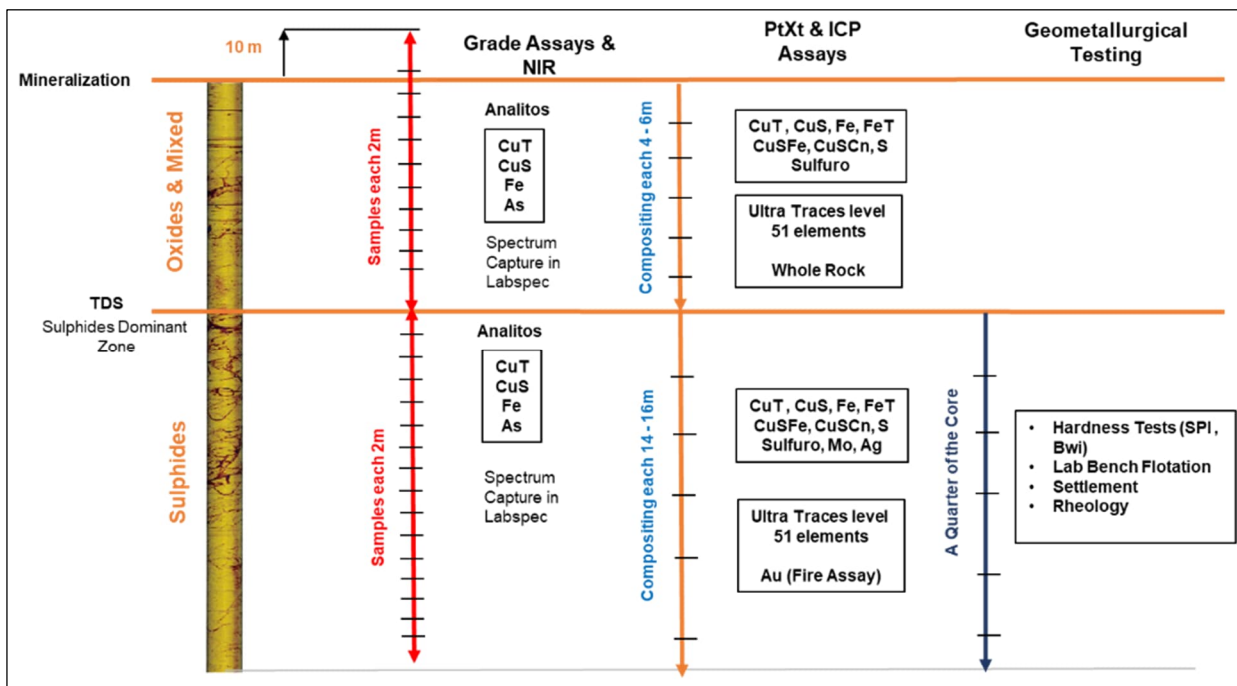 Grade Assays &
NIR
PtXt & ICP
Assays
Geometallurgical
Testing
10 m
Mineralization
Oxides & Mixed
Samples each 2m
Analitos
CuT
CuS
Fe
As
Spectrum
Capture in
Labspec
Compositing each 4 - 6m
CuT , CuS, Fe, FeT
CuSFe, CuSCn, S
Sulfuro
Ultra Traces level
51 elements
Whole Rock
TDS
Sulphides Dominant
Zone
Sulphides
Samples each 2m
Analitos
CuT
CuS
Fe
As
Spectrum
Capture in
Labspec
Compositing each 14 - 16m
CuT , CuS, Fe, FeT
CuSFe, CuSCn, S
Sulfuro, Mo, Ag
Ultra Traces level
51 elements
Au (Fire Assay)
A Quarter of the Core
• Hardness Tests (SPI ,
Bwi)
• Lab Bench Flotation
• Settlement
• Rheology